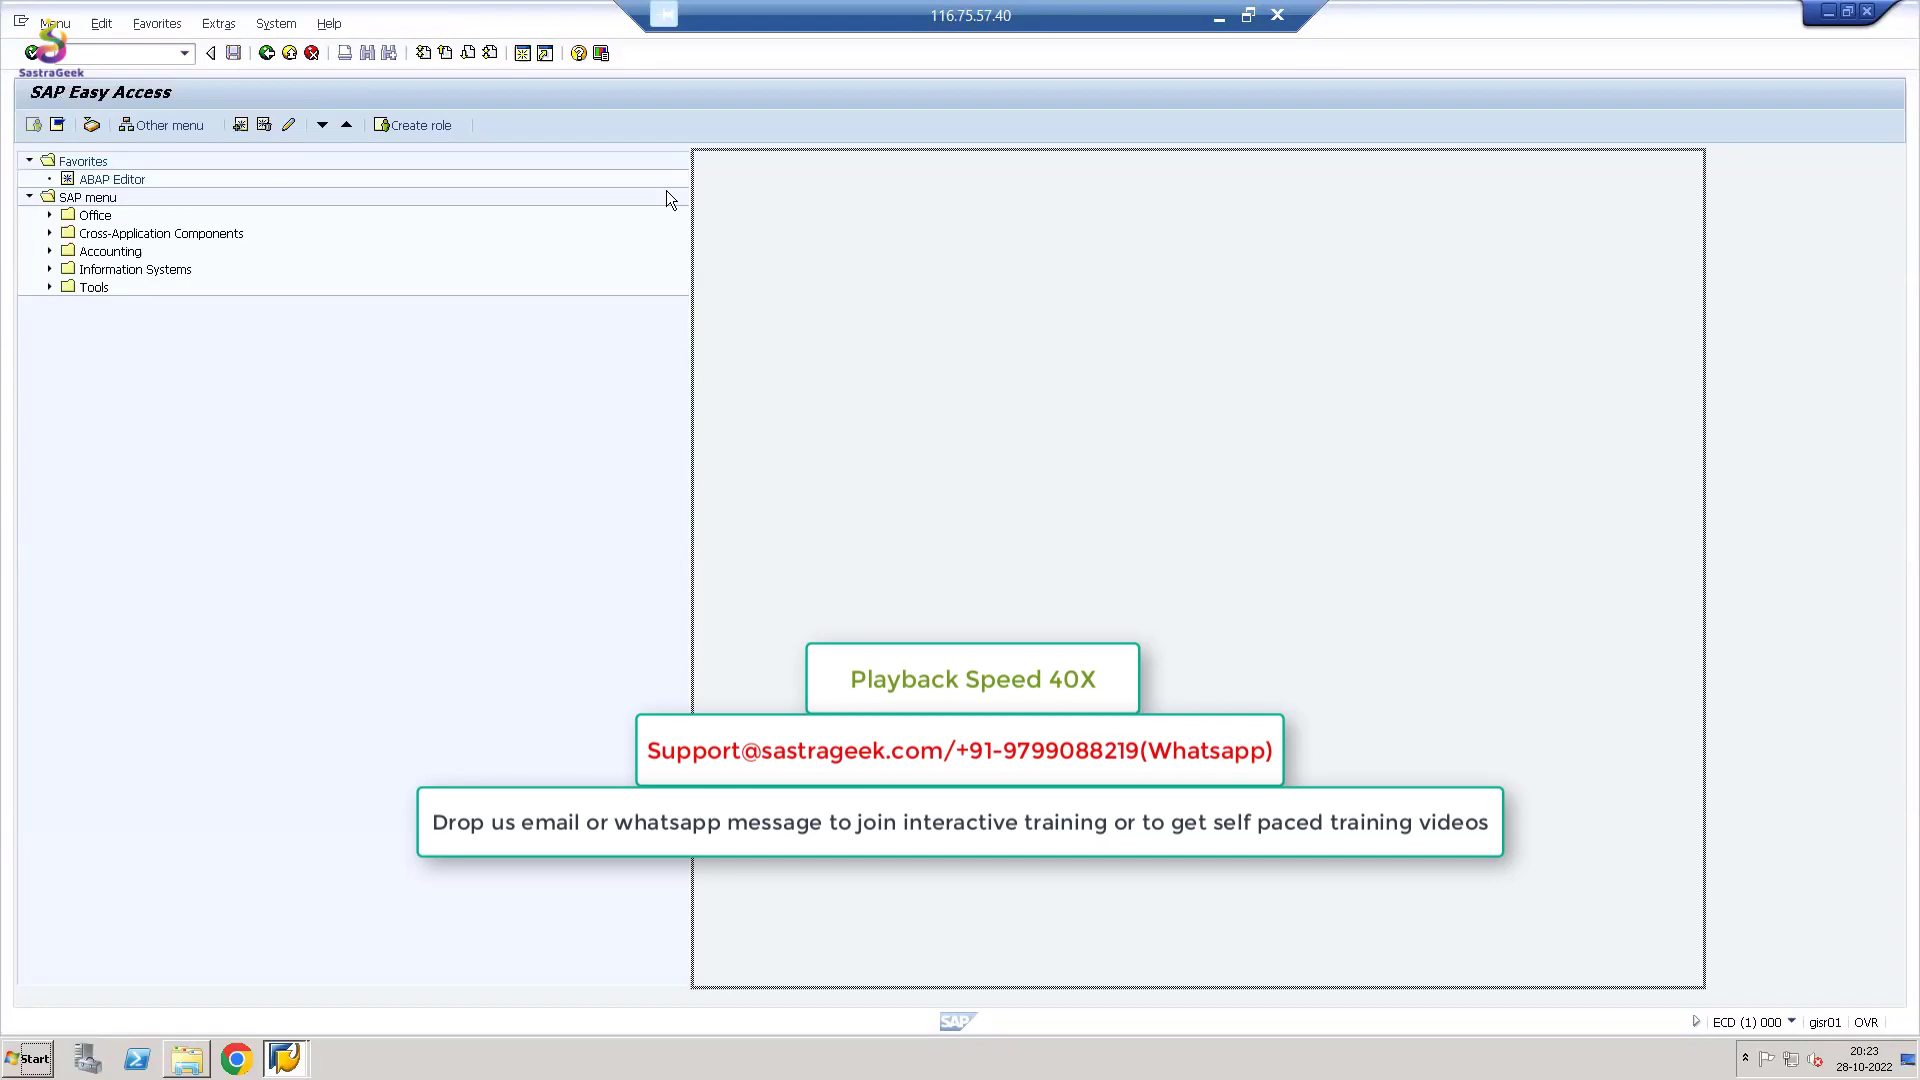 116.75.57.40
Menu Edit Favorites Extras System Help
SastraGeek
SAP Easy Access
Other menu Create role
Favorites
ABAP Editor
SAP menu
Office
Cross-Application Components
Accounting
Information Systems
Tools
Playback Speed 40X
Support@sastrageek.com/+91-9799088219(Whatsapp)
Drop us email or whatsapp message to join interactive training or to get self paced training videos
SAP
ECD (1) 000 gisr01 OVR
Start
20:23
28-10-2022